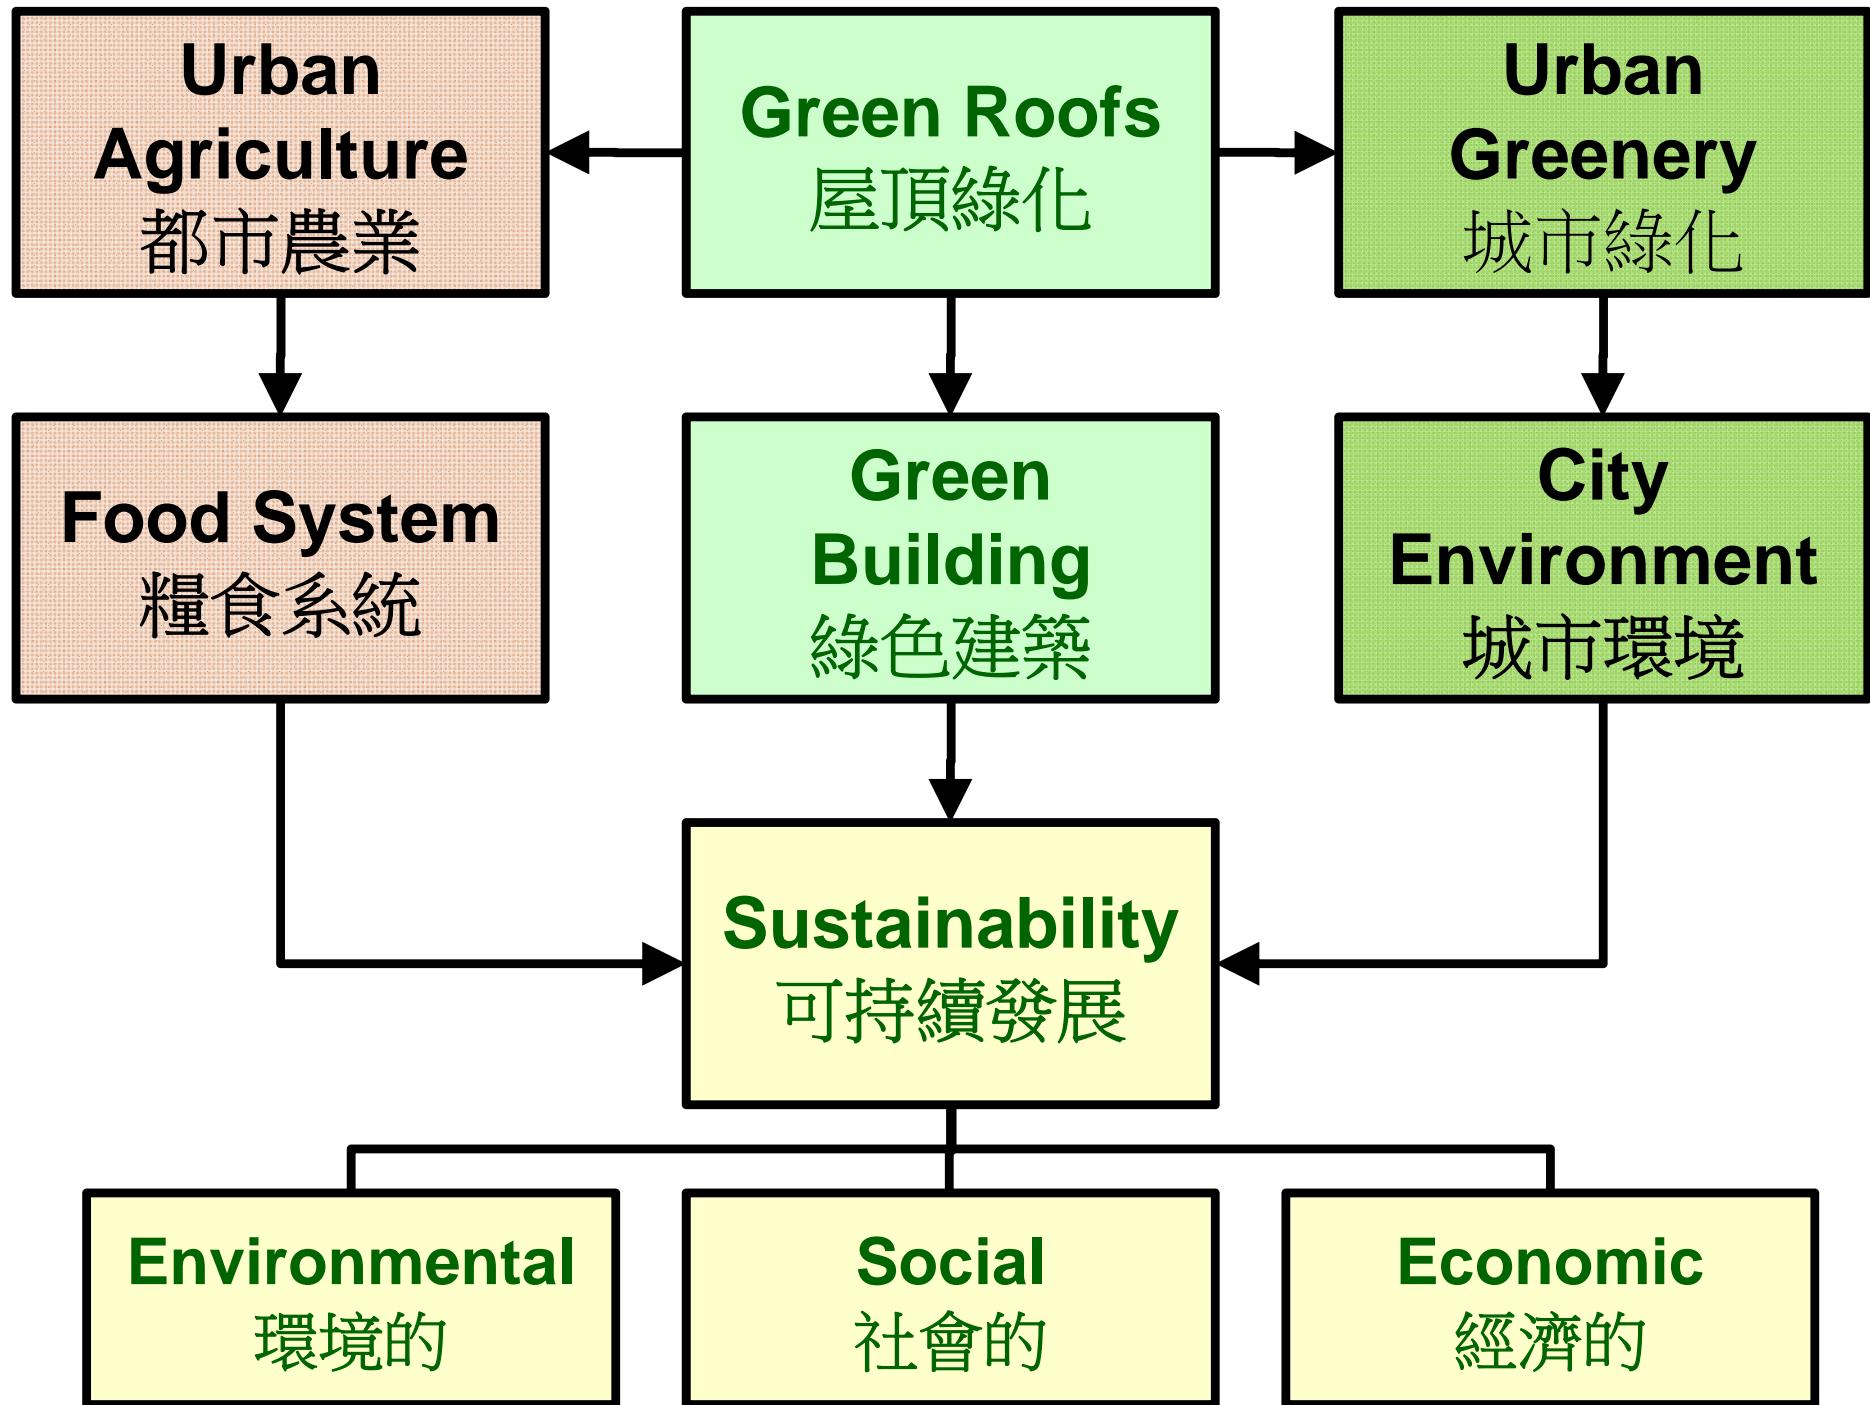 Urban
Agriculture
都市農業
Green Roofs
屋頂綠化
Urban
Greenery
城市綠化
Food System
糧食系統
Green
Building
綠色建築
City
Environment
城市環境
Sustainability
可持續發展
Environmental
環境的
Social
社會的
Economic
經濟的